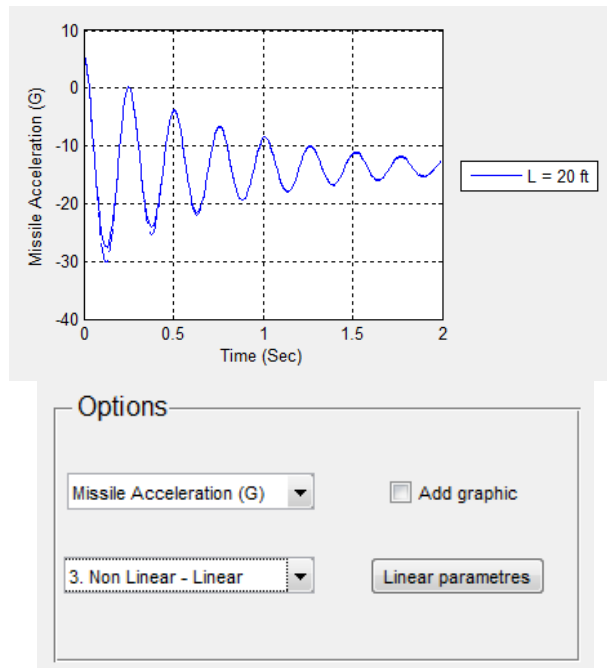 10
0
-10
-20
-30
-40
Missile Acceleration (G)
0 0.5 1 1.5 2
Time (Sec)
L = 20 ft
Options
Missile Acceleration (G) Add graphic
3. Non Linear - Linear Linear parametres